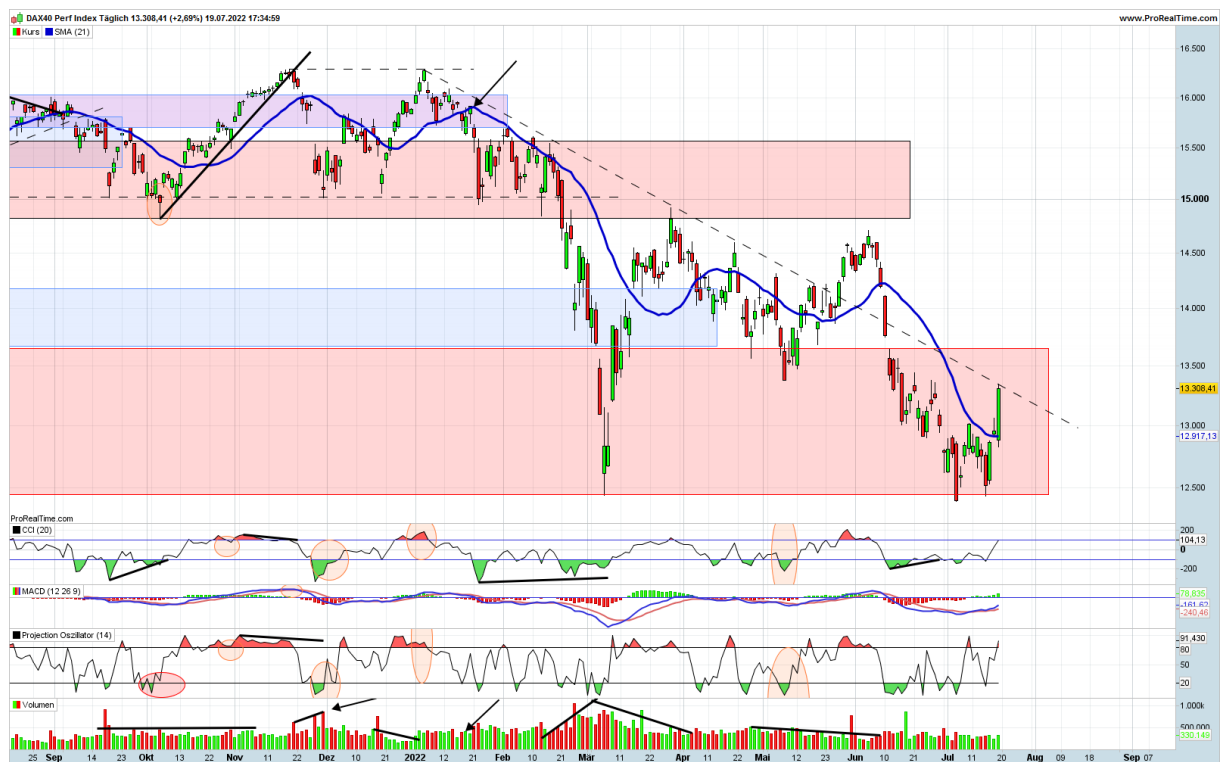 DAX40 Perf Index Täglich 13.308,41 (+2,69%) 19.07.2022 17:34:59
www.ProRealTime.com
Kurs SMA (21)
16.500
16.000
15.500
15.000
14.500
14.000
13.500
13.308,41
13.000
12.917,13
12.500
ProRealTime.com
CCI (20)
200
104,13
0
-200
MACD (12 26 9)
78,835
-161,62
-240,46
Projection Oszillator (14)
91,430
80
50
20
Volumen
1.000k
500.000
330.149
25 Sep 14 23 Okt 14 22 Nov 10 19 Dez 10 21 2022 12 21 Feb 10 21 Mär 11 22 Apr 12 22 Mai 12 23 Jun 10 21 Jul 11 20 Aug 09 18 Sep 07